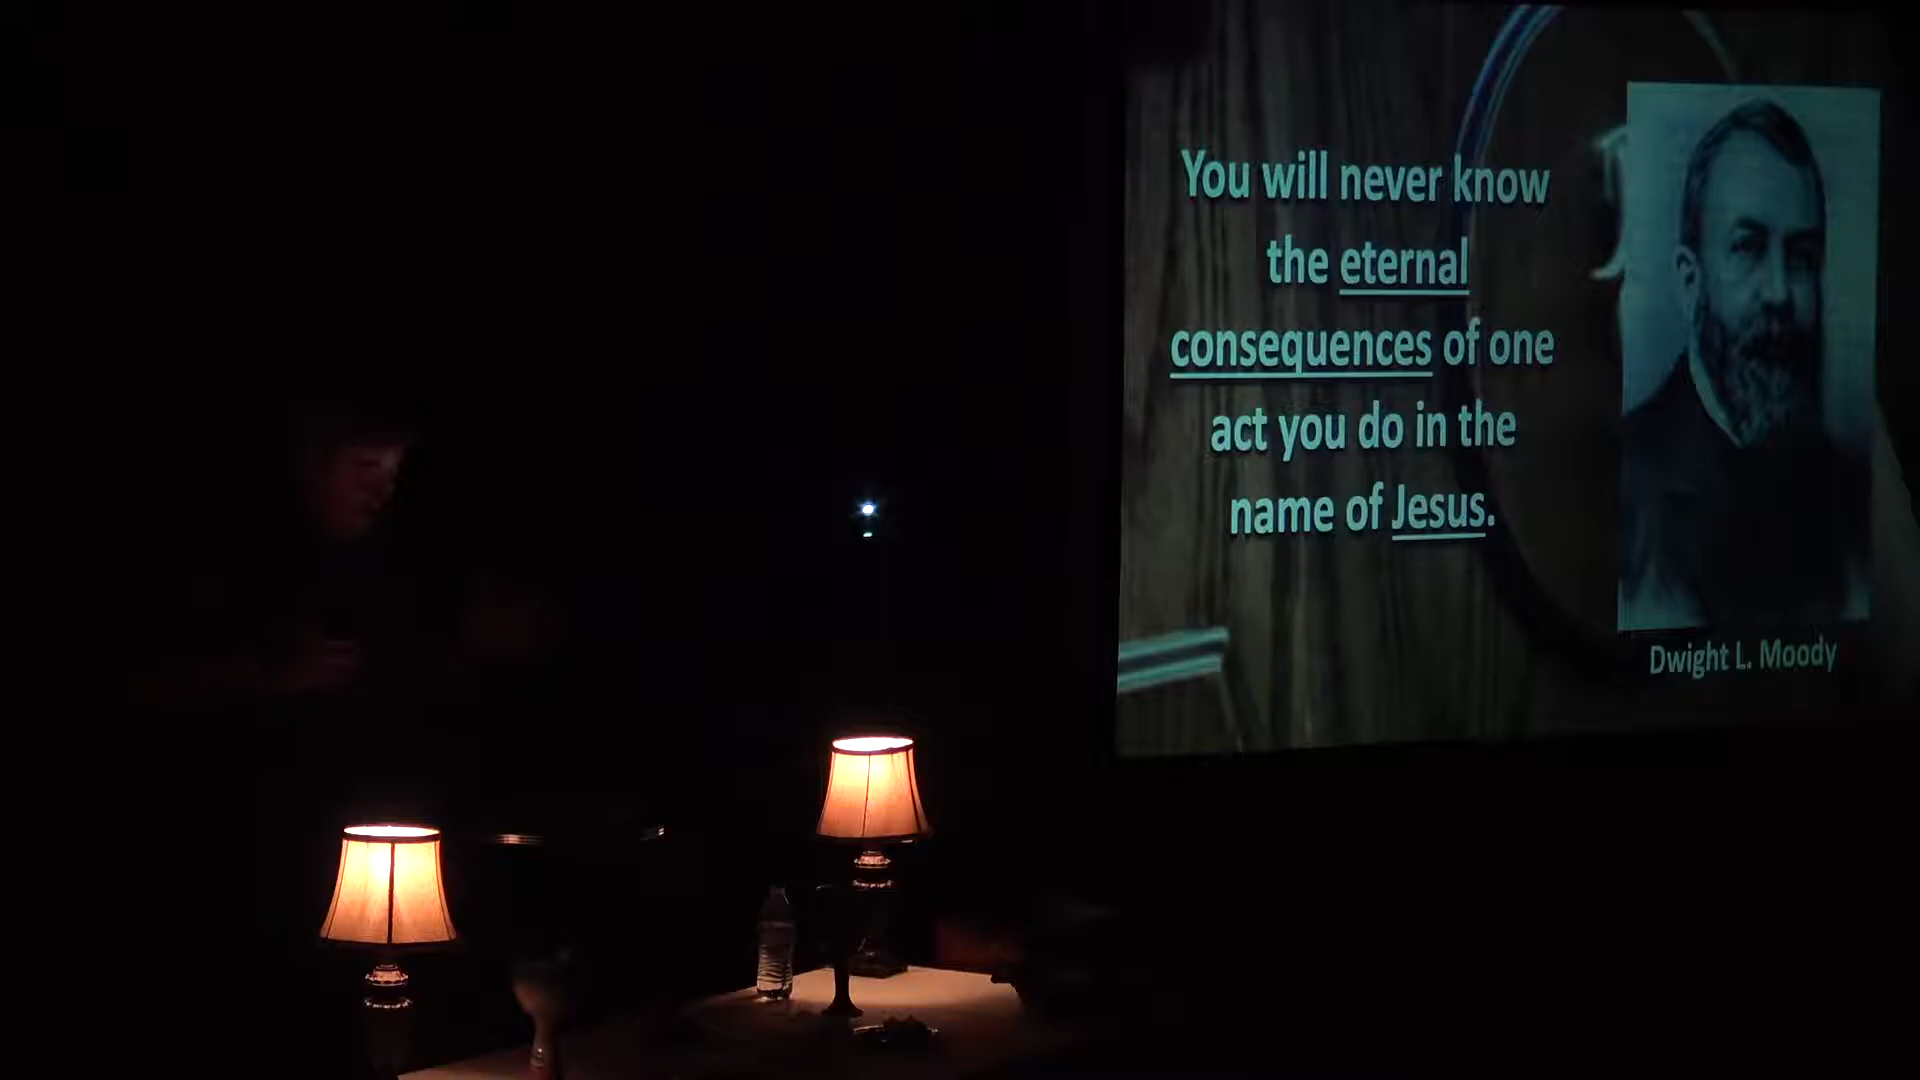 You will never know
the eternal
consequences of one
act you do in the
name of Jesus.
Dwight L. Moody